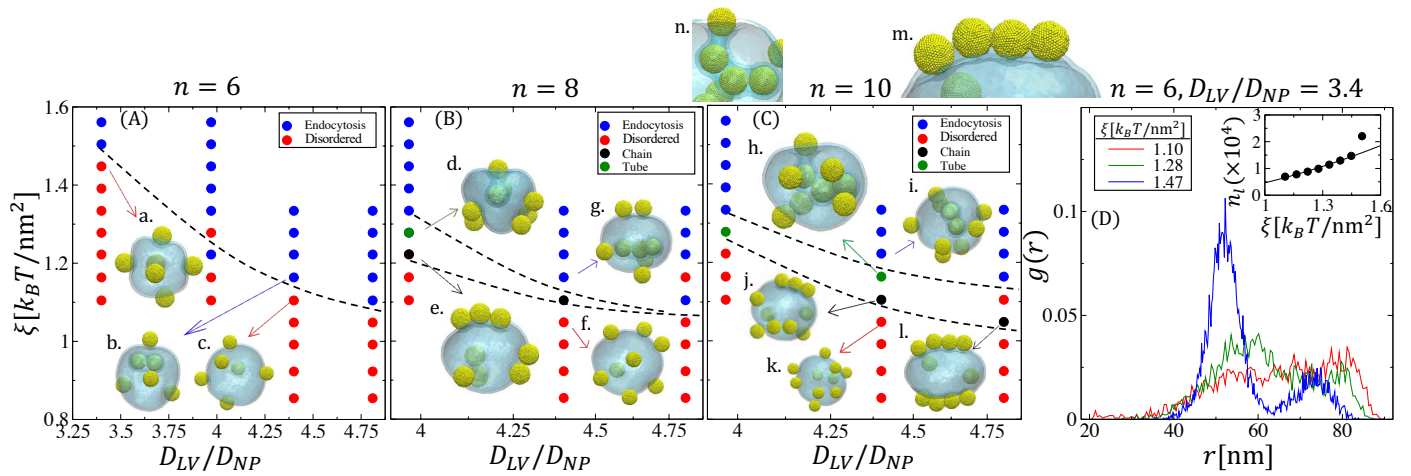 n.
m.
n = 6
n = 8
n = 10
n = 6, D_LV/D_NP = 3.4
ξ[k_BT/nm²]
1.6
1.4
1.2
1
0.8
(A)
Endocytosis
Disordered
a.
b.
c.
3.25
3.5
3.75
4
4.25
4.5
4.75
D_LV/D_NP
(B)
Endocytosis
Disordered
Chain
Tube
d.
g.
e.
f.
4
4.25
4.5
4.75
D_LV/D_NP
(C)
Endocytosis
Disordered
Chain
Tube
h.
i.
j.
k.
l.
4
4.25
4.5
4.75
D_LV/D_NP
g(r)
0.1
0.05
0
(D)
ξ[k_BT/nm²]
1.10
1.28
1.47
n_l(×10⁴)
3
2
1
0
1
1.3
1.6
ξ[k_BT/nm²]
20
40
60
80
r[nm]